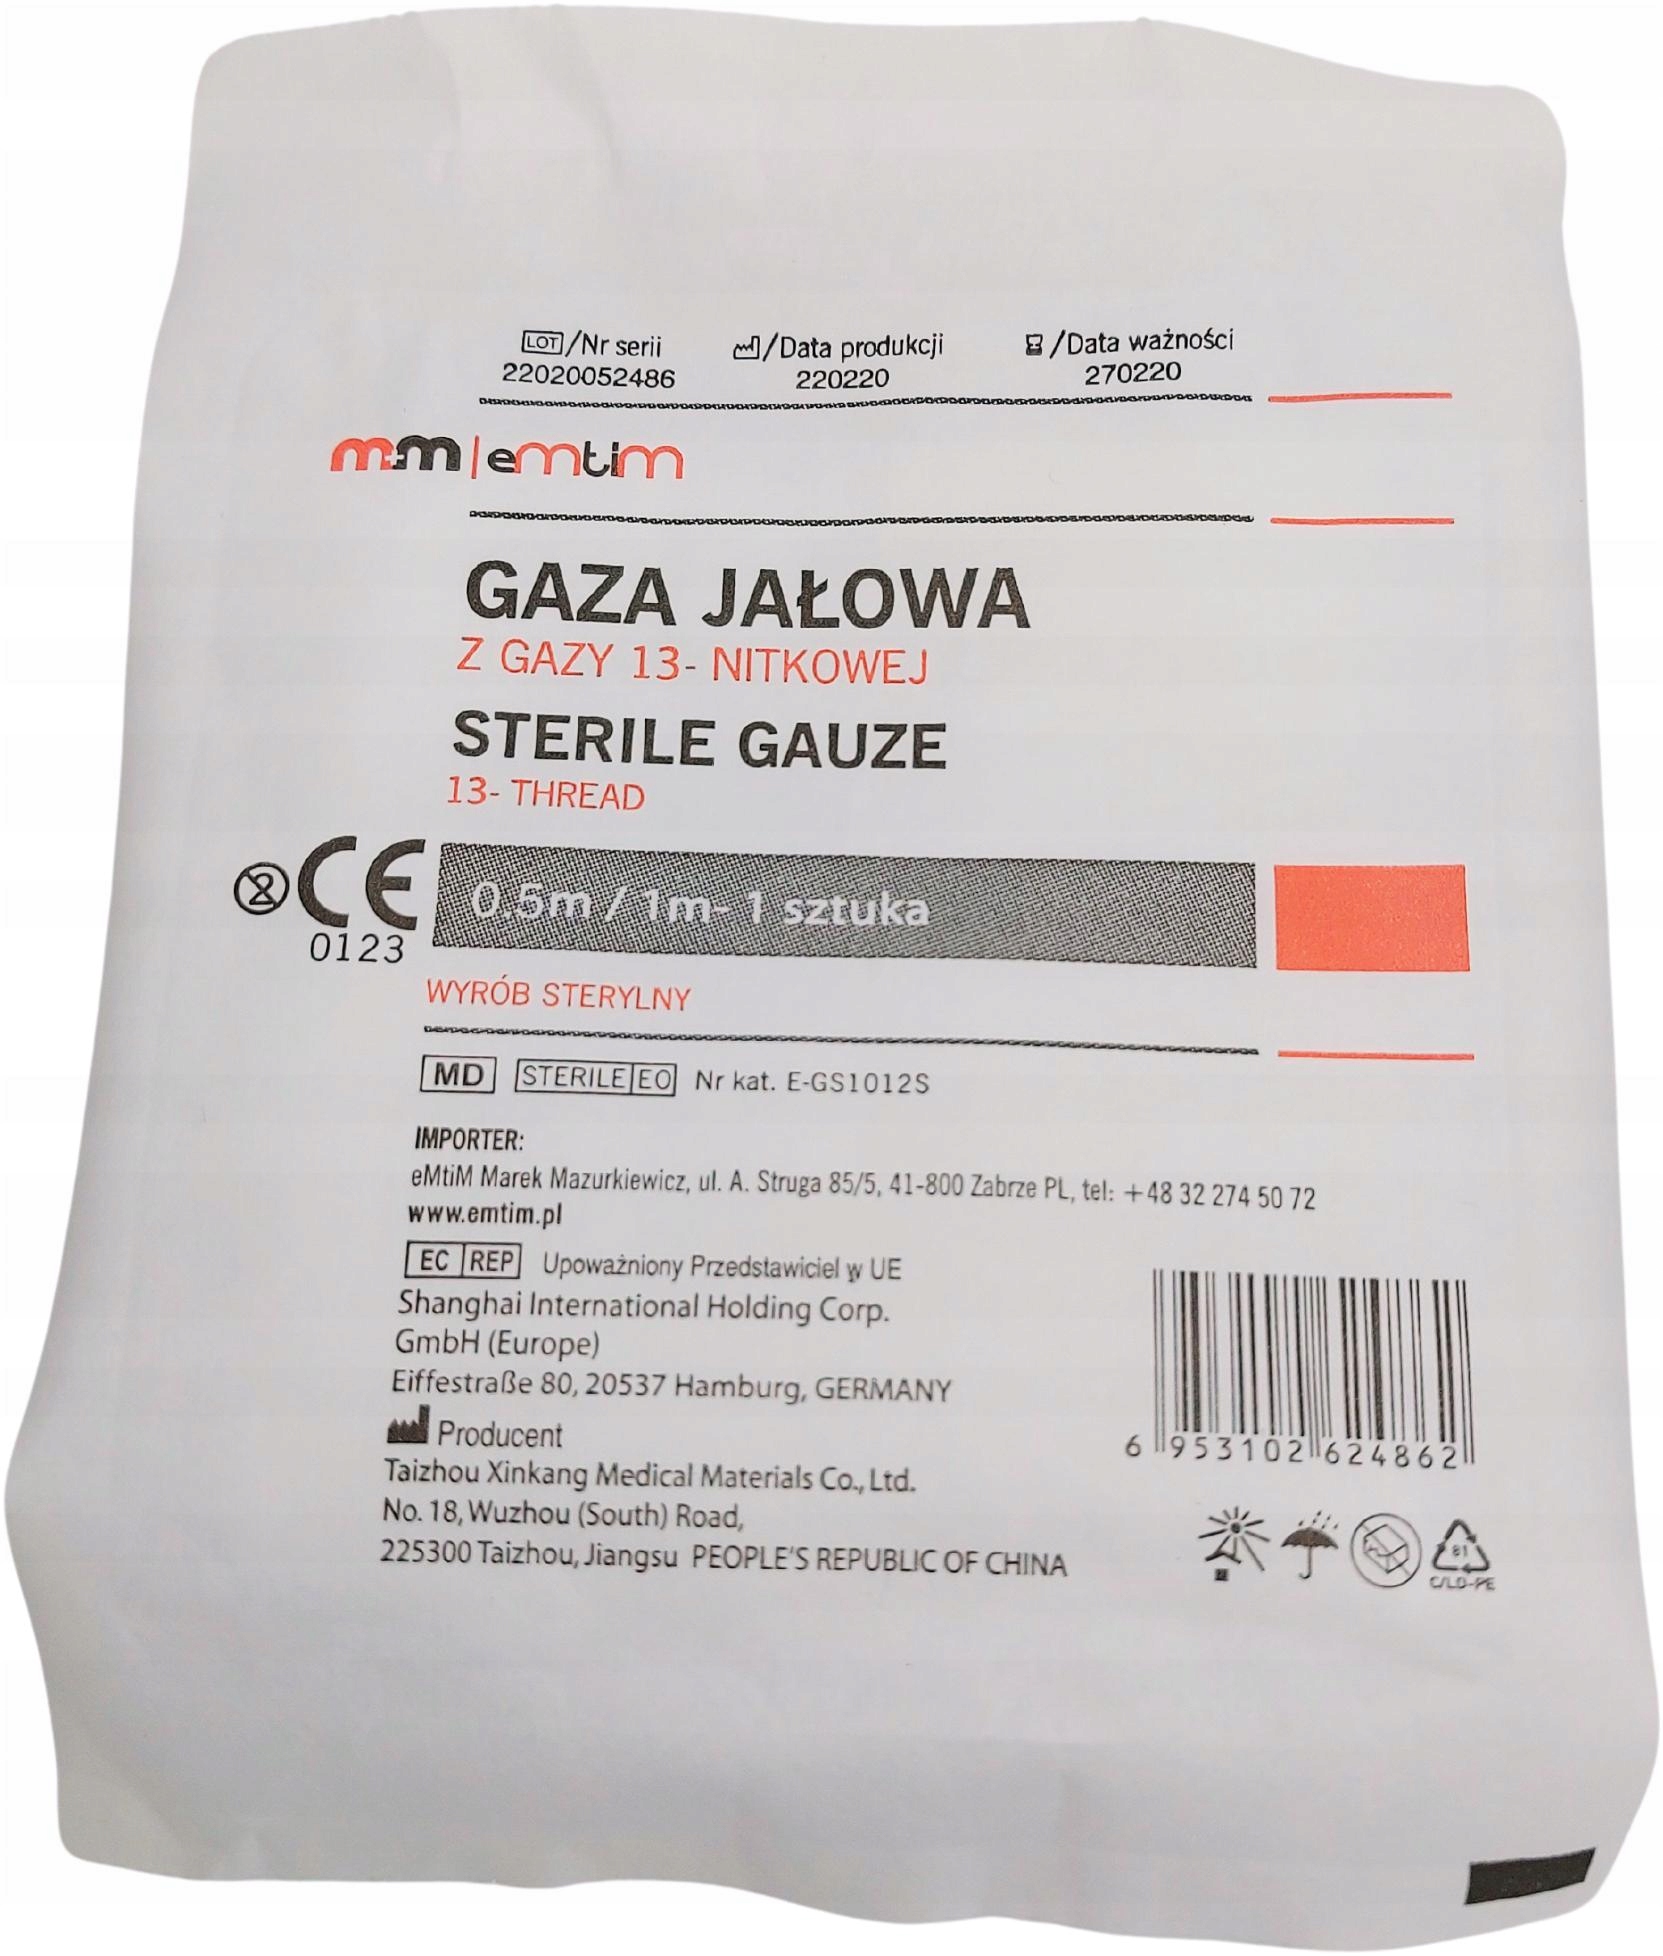 LOT/Nr serii /Data produkcji /Data ważności
22020052486 220220 270220
m+m|emtim
GAZA JAŁOWA
Z GAZY 13- NITKOWEJ
STERILE GAUZE
13- THREAD
2 CE 0.5m / 1m- 1 sztuka
0123
WYRÓB STERYLNY
MD STERILE EO Nr kat. E-GS1012S
IMPORTER:
eMtiM Marek Mazurkiewicz, ul. A. Struga 85/5, 41-800 Zabrze PL, tel: +48 32 274 50 72
www.emtim.pl
EC REP Upoważniony Przedstawiciel w UE
Shanghai International Holding Corp.
GmbH (Europe)
Eiffestraße 80, 20537 Hamburg, GERMANY
Producent
Taizhou Xinkang Medical Materials Co., Ltd.
No. 18, Wuzhou (South) Road,
225300 Taizhou, Jiangsu PEOPLE'S REPUBLIC OF CHINA
6 953102 624862
81
C/LD-PE